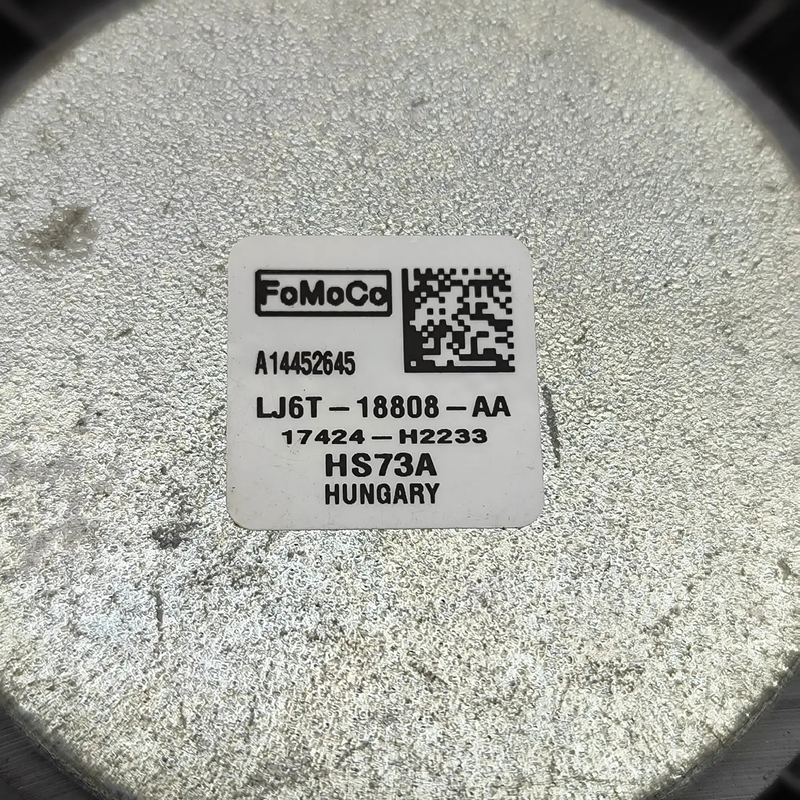 FoMoCo
A14452645
LJ6T-18808-AA
17424-H2233
HS73A
HUNGARY